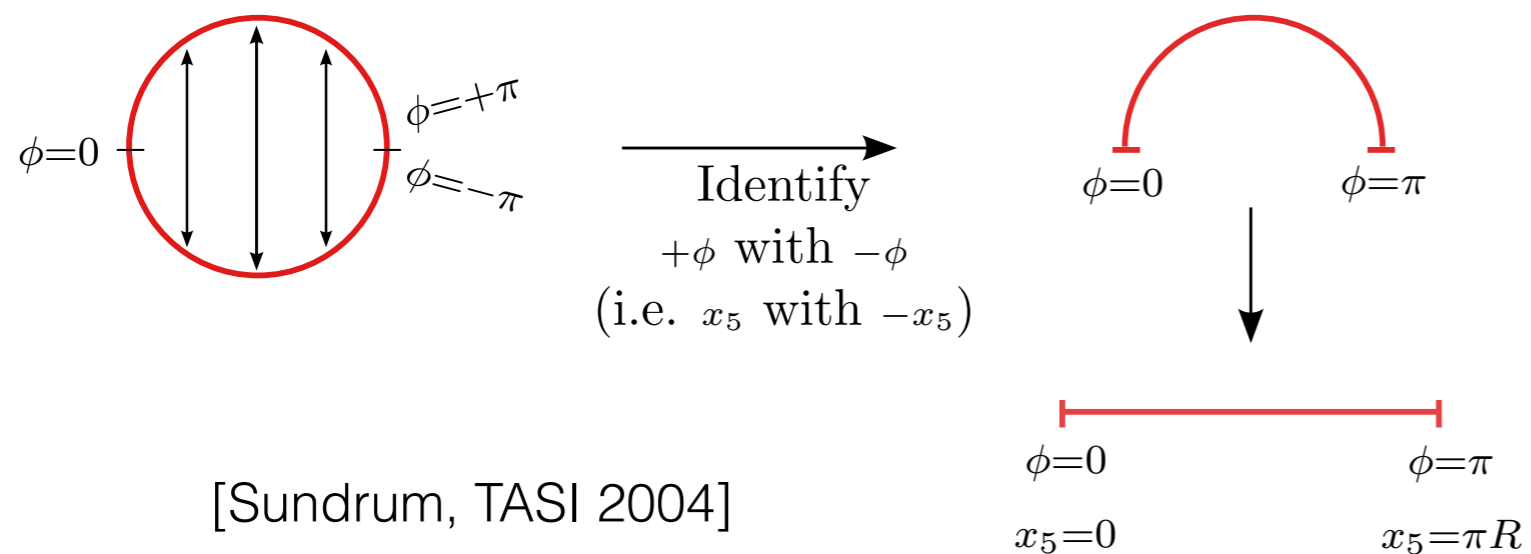 ϕ=0
ϕ=+π
ϕ=−π
Identify
+ϕ with −ϕ
(i.e. x₅ with −x₅)
ϕ=0
ϕ=π
ϕ=0
ϕ=π
x₅=0
x₅=πR
[Sundrum, TASI 2004]